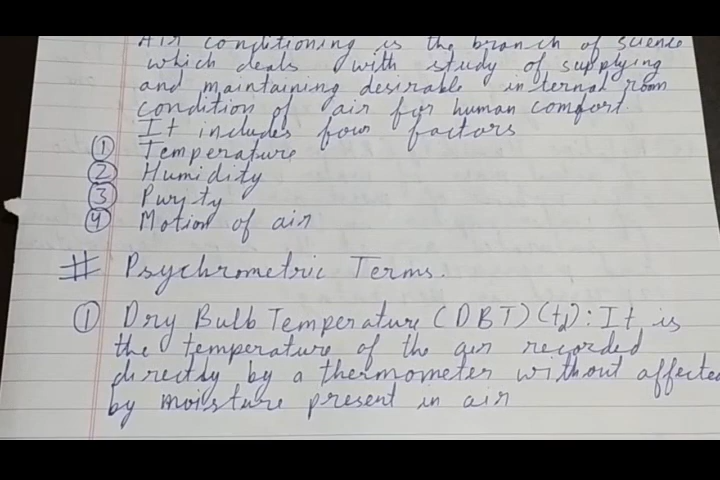 Air conditioning is the branch of science
which deals with study of supplying
and maintaining desirable internal room
condition of air for human comfort
It includes four factors
① Temperature
② Humidity
③ Purity
④ Motion of air
# Psychrometric Terms.
① Dry Bulb Temperature (DBT) (td): It is
the temperature of the air recorded
directly by a thermometer without affected
by moisture present in air